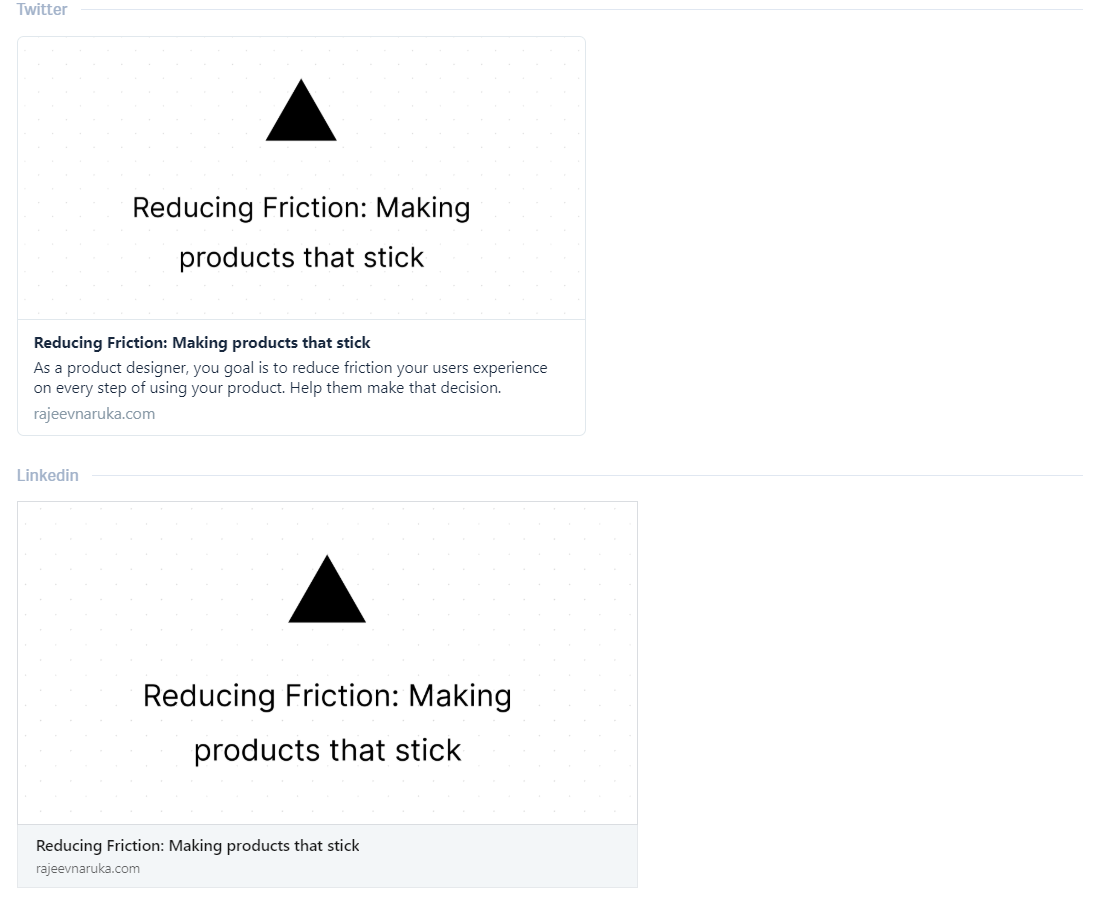 Twitter
Reducing Friction: Making
products that stick
Reducing Friction: Making products that stick
As a product designer, you goal is to reduce friction your users experience
on every step of using your product. Help them make that decision.
rajeevnaruka.com
Linkedin
Reducing Friction: Making
products that stick
Reducing Friction: Making products that stick
rajeevnaruka.com